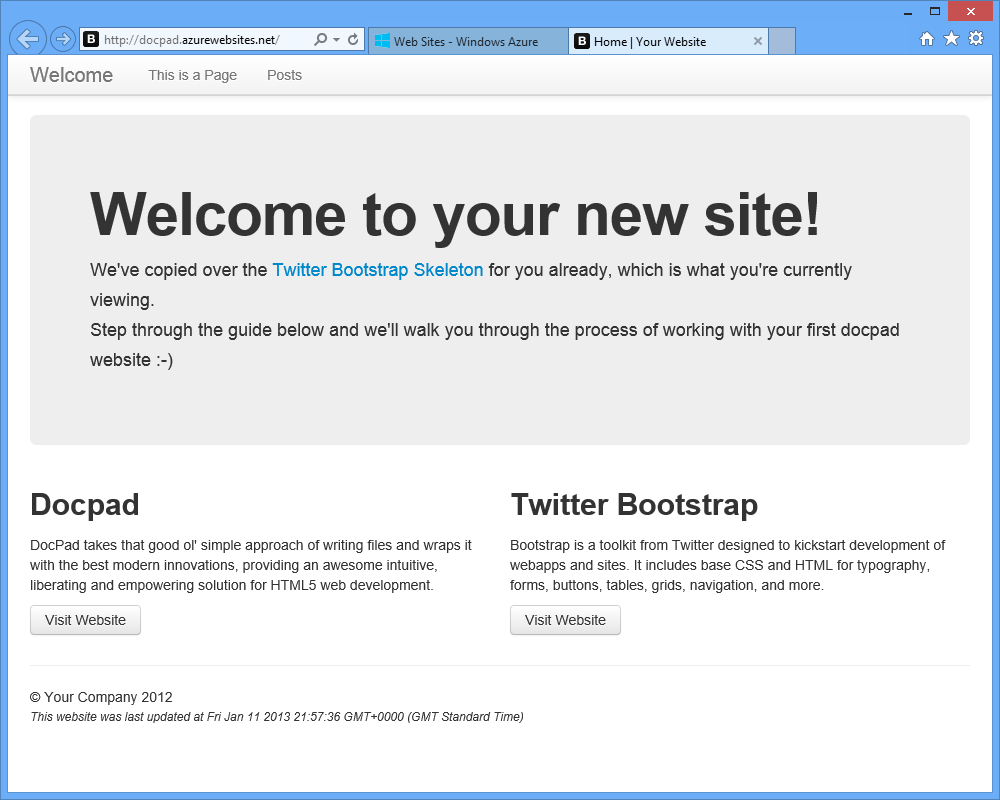 http://docpad.azurewebsites.net/
Web Sites - Windows Azure
B Home | Your Website
Welcome This is a Page Posts
Welcome to your new site!
We've copied over the Twitter Bootstrap Skeleton for you already, which is what you're currently
viewing.
Step through the guide below and we'll walk you through the process of working with your first docpad
website :-)
Docpad
DocPad takes that good ol' simple approach of writing files and wraps it
with the best modern innovations, providing an awesome intuitive,
liberating and empowering solution for HTML5 web development.
Visit Website
Twitter Bootstrap
Bootstrap is a toolkit from Twitter designed to kickstart development of
webapps and sites. It includes base CSS and HTML for typography,
forms, buttons, tables, grids, navigation, and more.
Visit Website
© Your Company 2012
This website was last updated at Fri Jan 11 2013 21:57:36 GMT+0000 (GMT Standard Time)